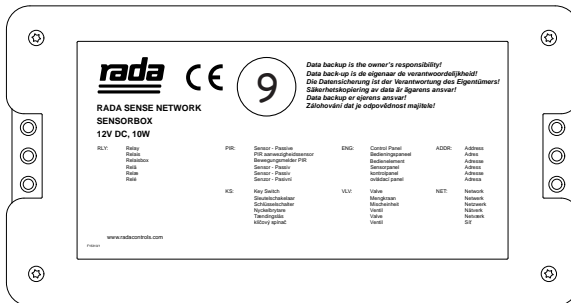 rada CE 9
Data backup is the owner's responsibility!
Data back-up is de eigenaar de verantwoordelijkheid!
Die Datensicherung ist der Verantwortung des Eigentümers!
Säkerhetskopiering av data är ägarens ansvar!
Data backup er ejerens ansvar!
Zálohování dat je odpovědnost majitele!
RADA SENSE NETWORK
SENSORBOX
12V DC, 10W
RLY: Relay
Relais
Relaisbox
Relä
Relæ
Relé
PIR: Sensor - Passive
PIR aanwezigheidssensor
Bewegungsmelder PIR
Sensor - Passiv
Sensor - Passiv
Senzor - Pasivní
ENG: Control Panel
Bedieningspaneel
Bedienelement
Sensorpanel
kontrolpanel
ovládací panel
ADDR: Address
Adres
Adresse
Adress
Adresse
Adresa
KS: Key Switch
Sleutelschakelaar
Schlüsselschalter
Nyckelbrytare
Tændingslås
klíčový spínač
VLV: Valve
Mengkraan
Mischeinheit
Ventil
Valve
Ventil
NET: Network
Netwerk
Netzwerk
Nätverk
Netværk
Síť
www.radacontrols.com